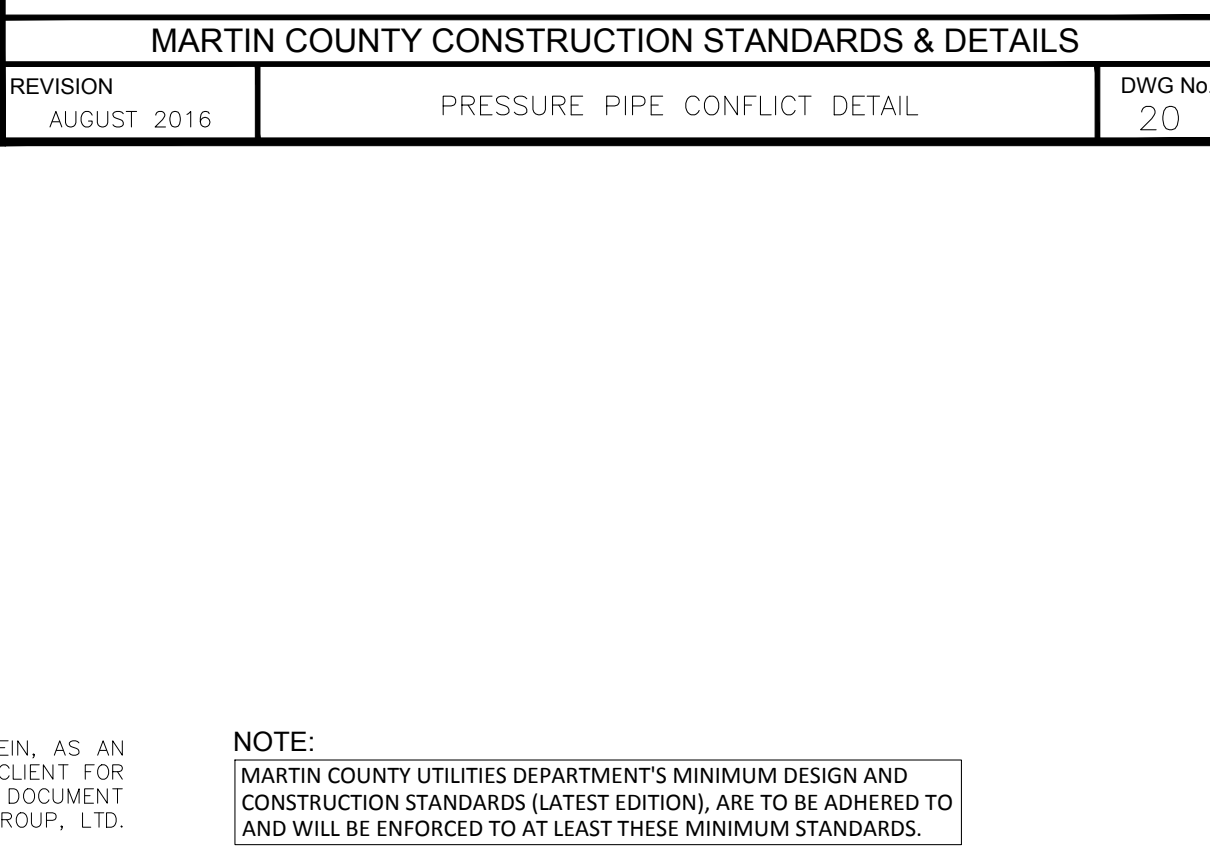 MARTIN COUNTY CONSTRUCTION STANDARDS & DETAILS
REVISION
AUGUST 2016
PRESSURE PIPE CONFLICT DETAIL
DWG No.
20
EIN, AS AN
CLIENT FOR
DOCUMENT
ROUP, LTD.
NOTE:
MARTIN COUNTY UTILITIES DEPARTMENT'S MINIMUM DESIGN AND
CONSTRUCTION STANDARDS (LATEST EDITION), ARE TO BE ADHERED TO
AND WILL BE ENFORCED TO AT LEAST THESE MINIMUM STANDARDS.